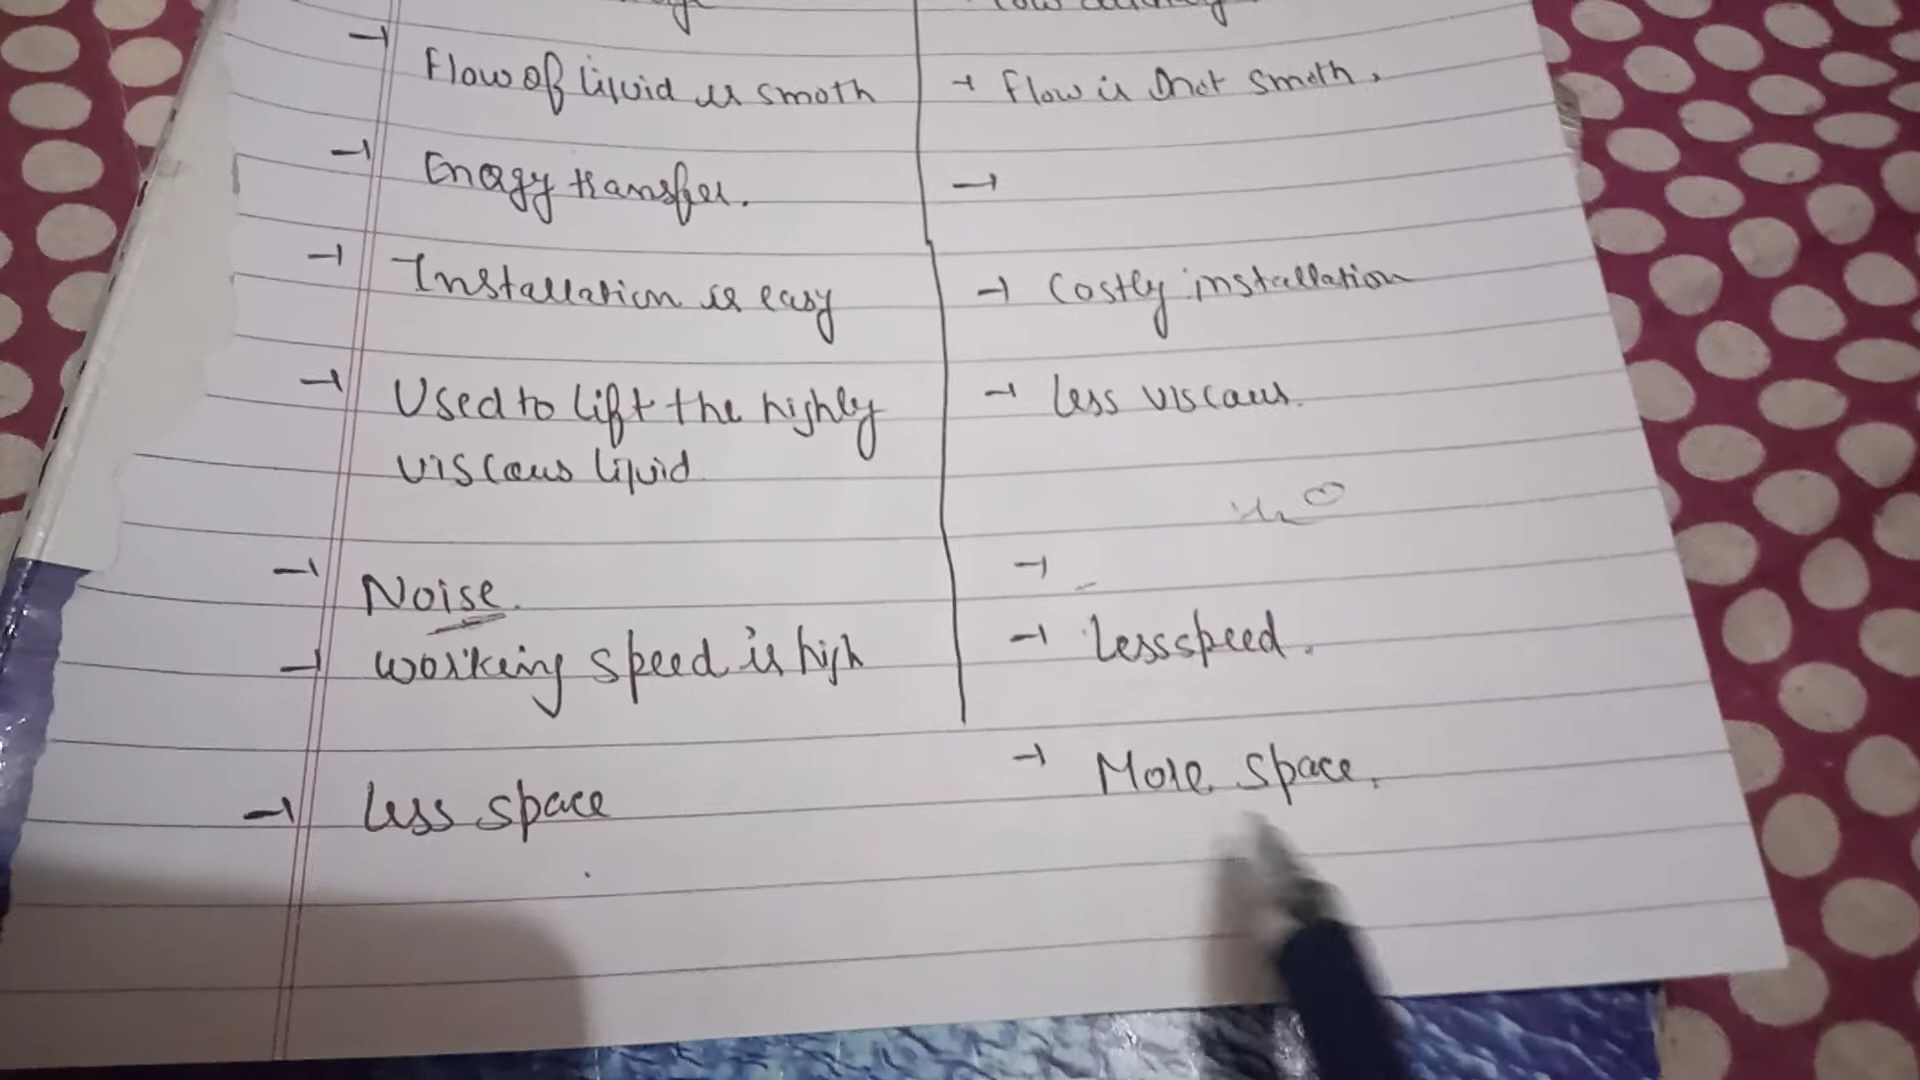 Flow of liquid is smoth
→ Flow is not smoth.
→ Enegy transfer.
→
→ Installation is easy
→ Costly installation
→ Used to lift the highly
viscous liquid
→ less viscous.
→ Noise.
→
→ working speed is high
→ less speed.
→ less space
→ More space.